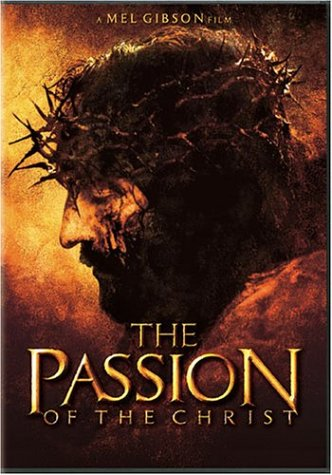 A MEL GIBSON FILM
THE
PASSION
OF THE CHRIST